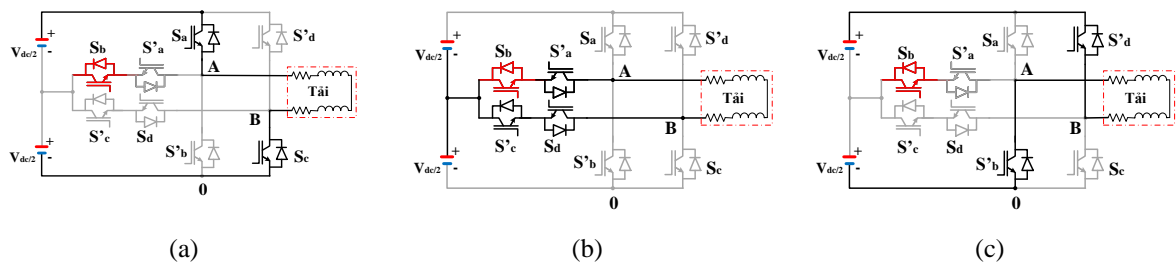 Sa
S'd
+
Vdc/2
-
Sb
S'a
A
Tải
B
S'c
Sd
+
Vdc/2
-
S'b
Sc
0
(a)
Sa
S'd
+
Vdc/2
-
Sb
S'a
A
Tải
B
S'c
Sd
+
Vdc/2
-
S'b
Sc
0
(b)
Sa
S'd
+
Vdc/2
-
Sb
S'a
A
Tải
B
S'c
Sd
+
Vdc/2
-
S'b
Sc
0
(c)